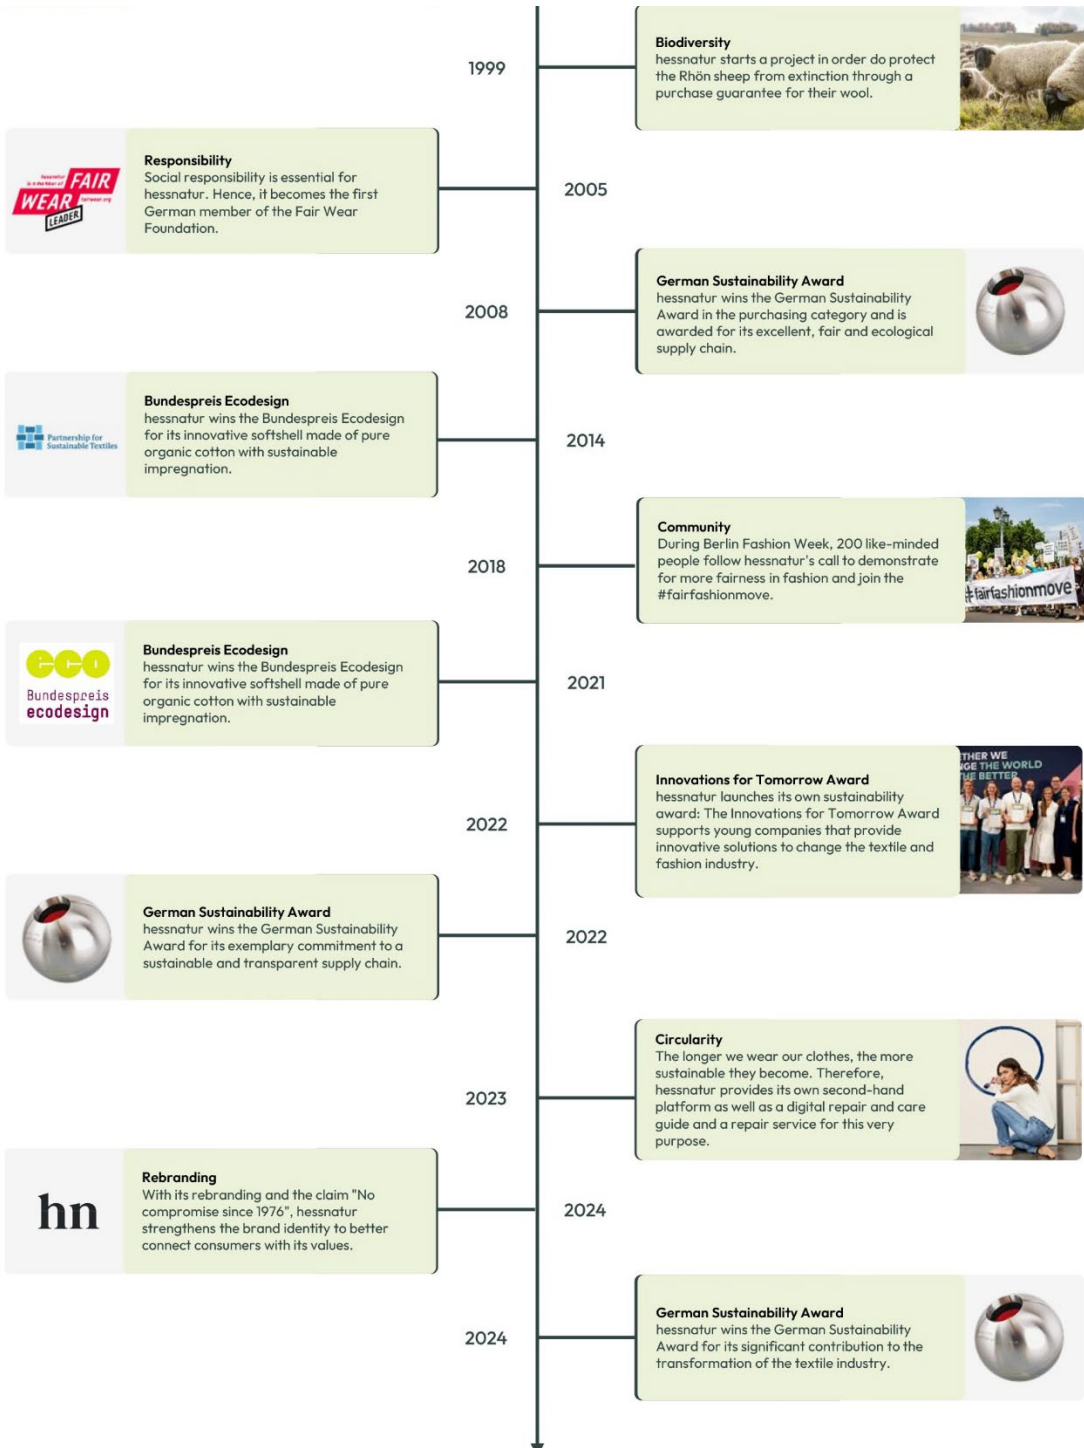 1999
Biodiversity
hessnatur starts a project in order do protect
the Rhön sheep from extinction through a
purchase guarantee for their wool.
FAIR
WEAR
LEADER
Responsibility
Social responsibility is essential for
hessnatur. Hence, it becomes the first
German member of the Fair Wear
Foundation.
2005
2008
German Sustainability Award
hessnatur wins the German Sustainability
Award in the purchasing category and is
awarded for its excellent, fair and ecological
supply chain.
Partnership for
Sustainable Textiles
Bundespreis Ecodesign
hessnatur wins the Bundespreis Ecodesign
for its innovative softshell made of pure
organic cotton with sustainable
impregnation.
2014
2018
Community
During Berlin Fashion Week, 200 like-minded
people follow hessnatur's call to demonstrate
for more fairness in fashion and join the
#fairfashionmove.
#fairfashionmove
eco
Bundespreis
ecodesign
Bundespreis Ecodesign
hessnatur wins the Bundespreis Ecodesign
for its innovative softshell made of pure
organic cotton with sustainable
impregnation.
2021
2022
Innovations for Tomorrow Award
hessnatur launches its own sustainability
award: The Innovations for Tomorrow Award
supports young companies that provide
innovative solutions to change the textile and
fashion industry.
ETHER WE
NGE THE WORLD
THE BETTER
German Sustainability Award
hessnatur wins the German Sustainability
Award for its exemplary commitment to a
sustainable and transparent supply chain.
2022
2023
Circularity
The longer we wear our clothes, the more
sustainable they become. Therefore,
hessnatur provides its own second-hand
platform as well as a digital repair and care
guide and a repair service for this very
purpose.
hn
Rebranding
With its rebranding and the claim "No
compromise since 1976", hessnatur
strengthens the brand identity to better
connect consumers with its values.
2024
2024
German Sustainability Award
hessnatur wins the German Sustainability
Award for its significant contribution to the
transformation of the textile industry.